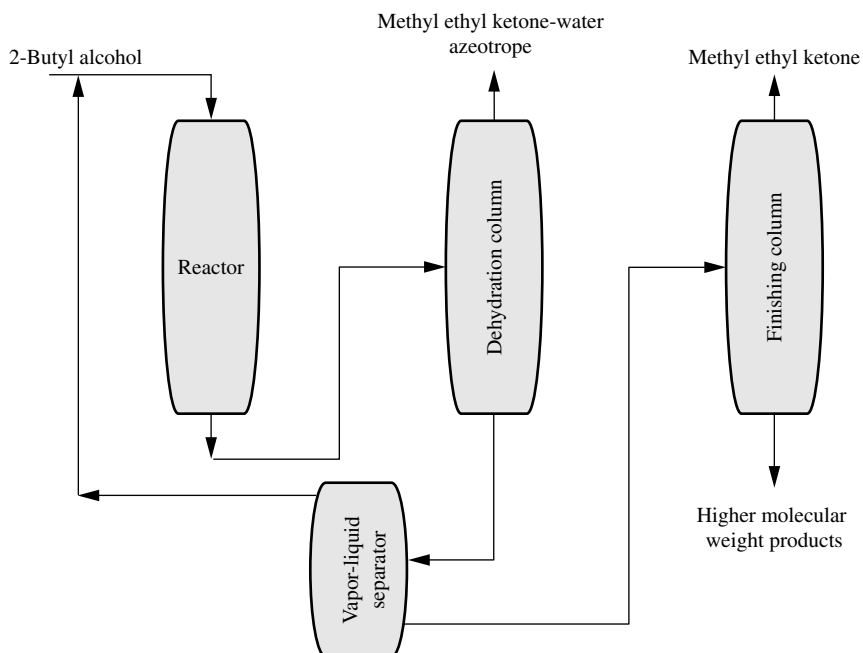 Methyl ethyl ketone-water
azeotrope
2-Butyl alcohol
Methyl ethyl ketone
Reactor
Dehydration column
Finishing column
Vapor-liquid
separator
Higher molecular
weight products